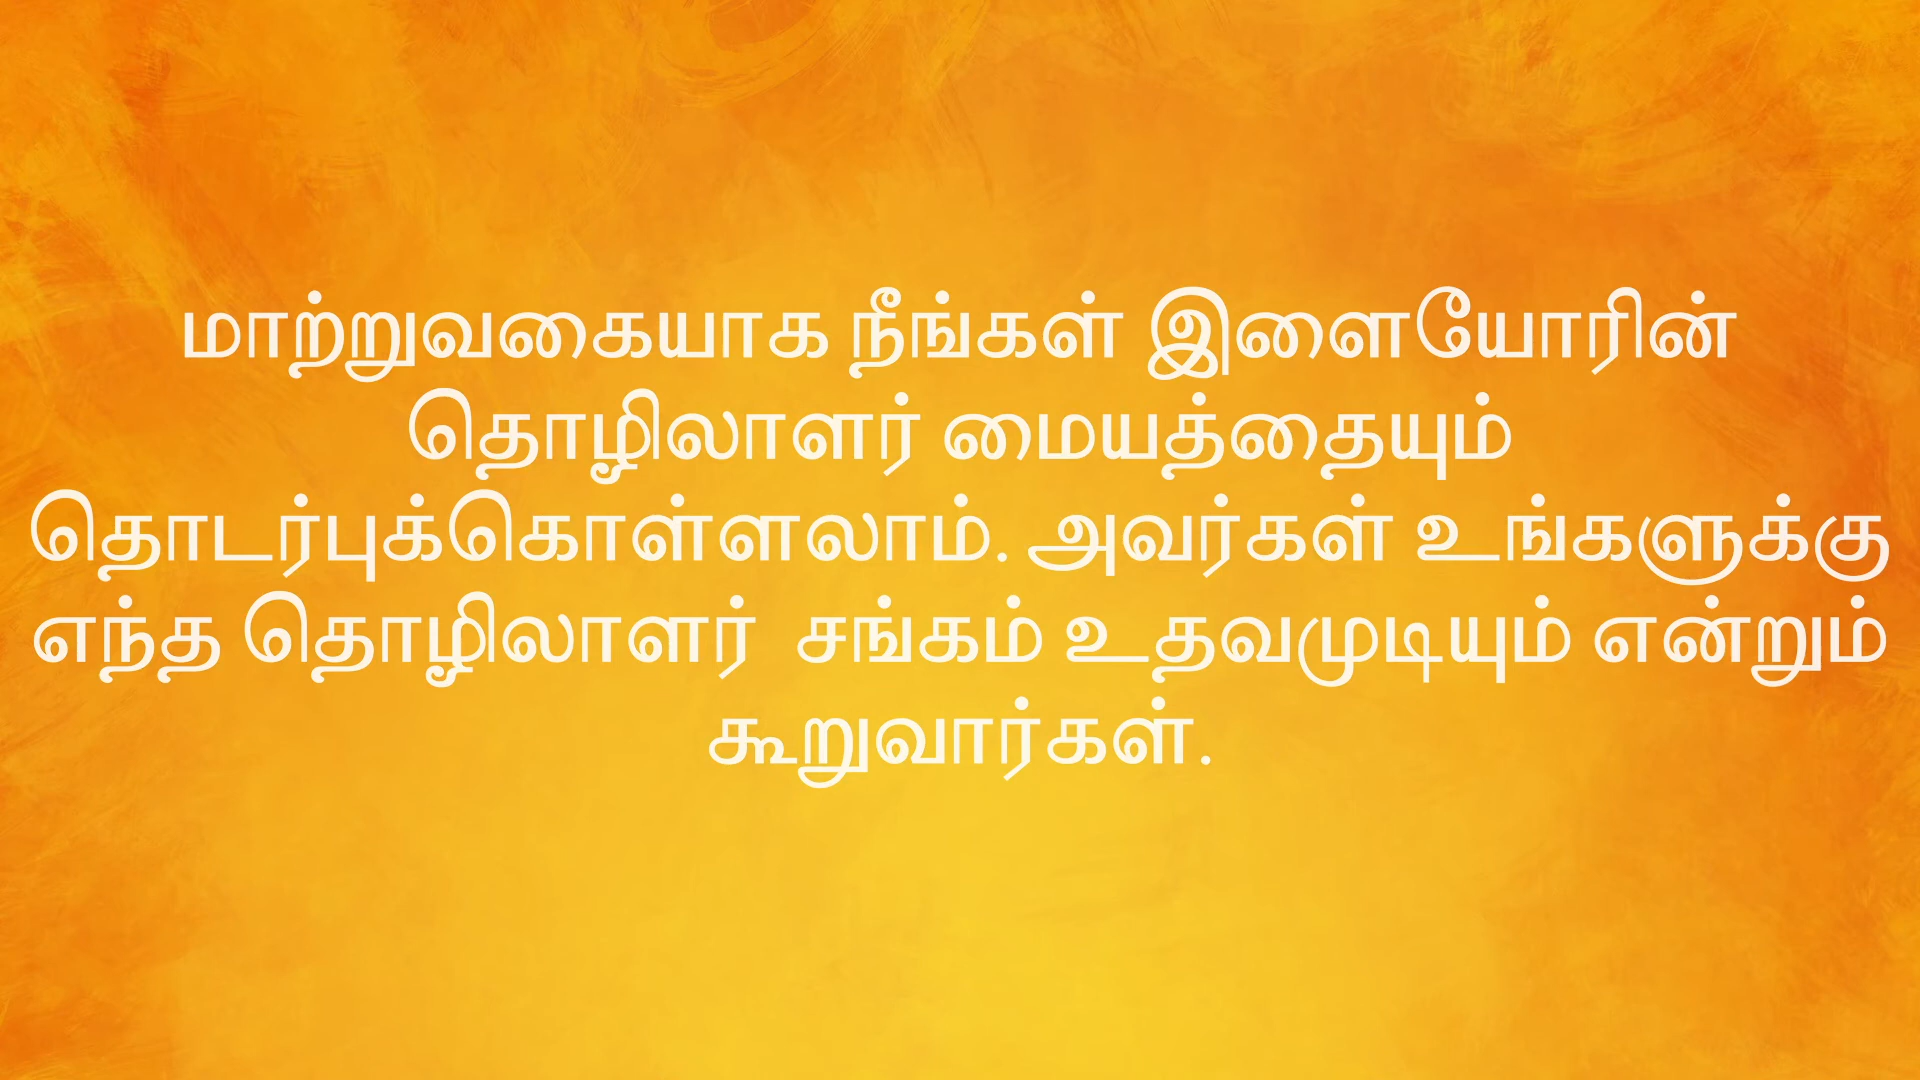 மாற்றுவகையாக நீங்கள் இளையோரின்
தொழிலாளர் மையத்தையும்
தொடர்புக்கொள்ளலாம். அவர்கள் உங்களுக்கு
எந்த தொழிலாளர்  சங்கம் உதவமுடியும் என்றும்
கூறுவார்கள்.